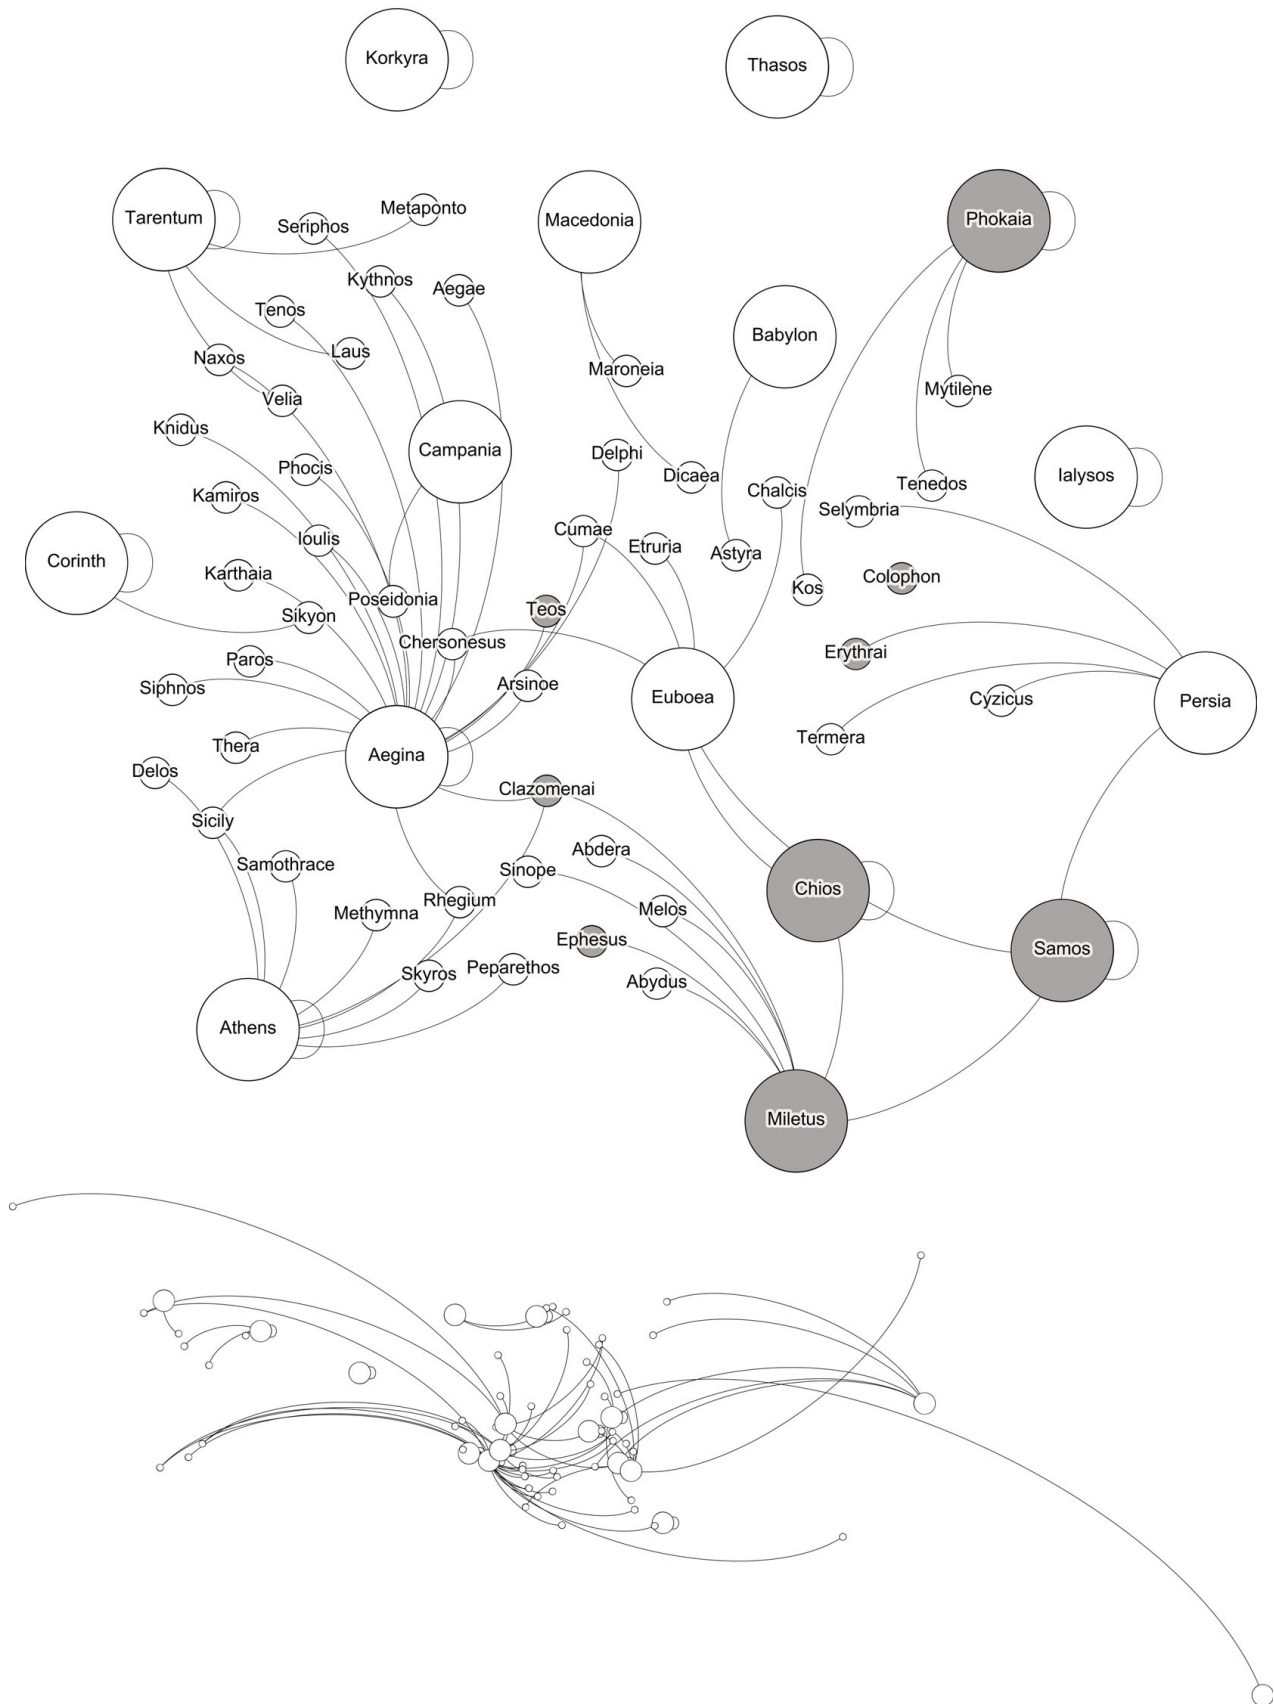 Korkyra
Thasos
Tarentum
Metaponto
Seriphos
Macedonia
Phokaia
Kythnos
Aegae
Tenos
Babylon
Laus
Naxos
Maroneia
Mytilene
Velia
Knidus
Campania
Delphi
Phocis
Dicaea
Ialysos
Tenedos
Chalcis
Kamiros
Selymbria
Cumae
Ioulis
Etruria
Astyra
Corinth
Karthaia
Colophon
Kos
Poseidonia
Teos
Sikyon
Chersonesus
Erythrai
Paros
Arsinoe
Siphnos
Euboea
Cyzicus
Persia
Termera
Thera
Aegina
Delos
Clazomenai
Sicily
Abdera
Samothrace
Sinope
Chios
Rhegium
Methymna
Melos
Ephesus
Samos
Peparethos
Skyros
Abydus
Athens
Miletus